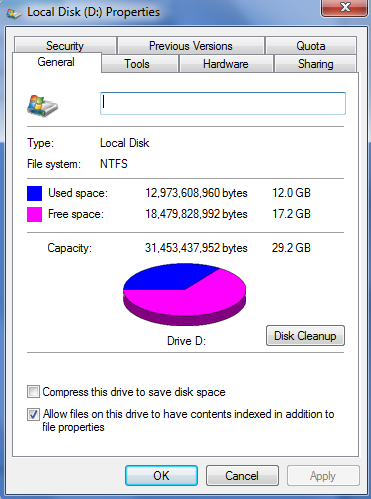 Local Disk (D:) Properties
Security Previous Versions Quota
General Tools Hardware Sharing
Type: Local Disk
File system: NTFS
Used space: 12,973,608,960 bytes 12.0 GB
Free space: 18,479,828,992 bytes 17.2 GB
Capacity: 31,453,437,952 bytes 29.2 GB
Drive D:
Disk Cleanup
Compress this drive to save disk space
Allow files on this drive to have contents indexed in addition to
file properties
OK Cancel Apply